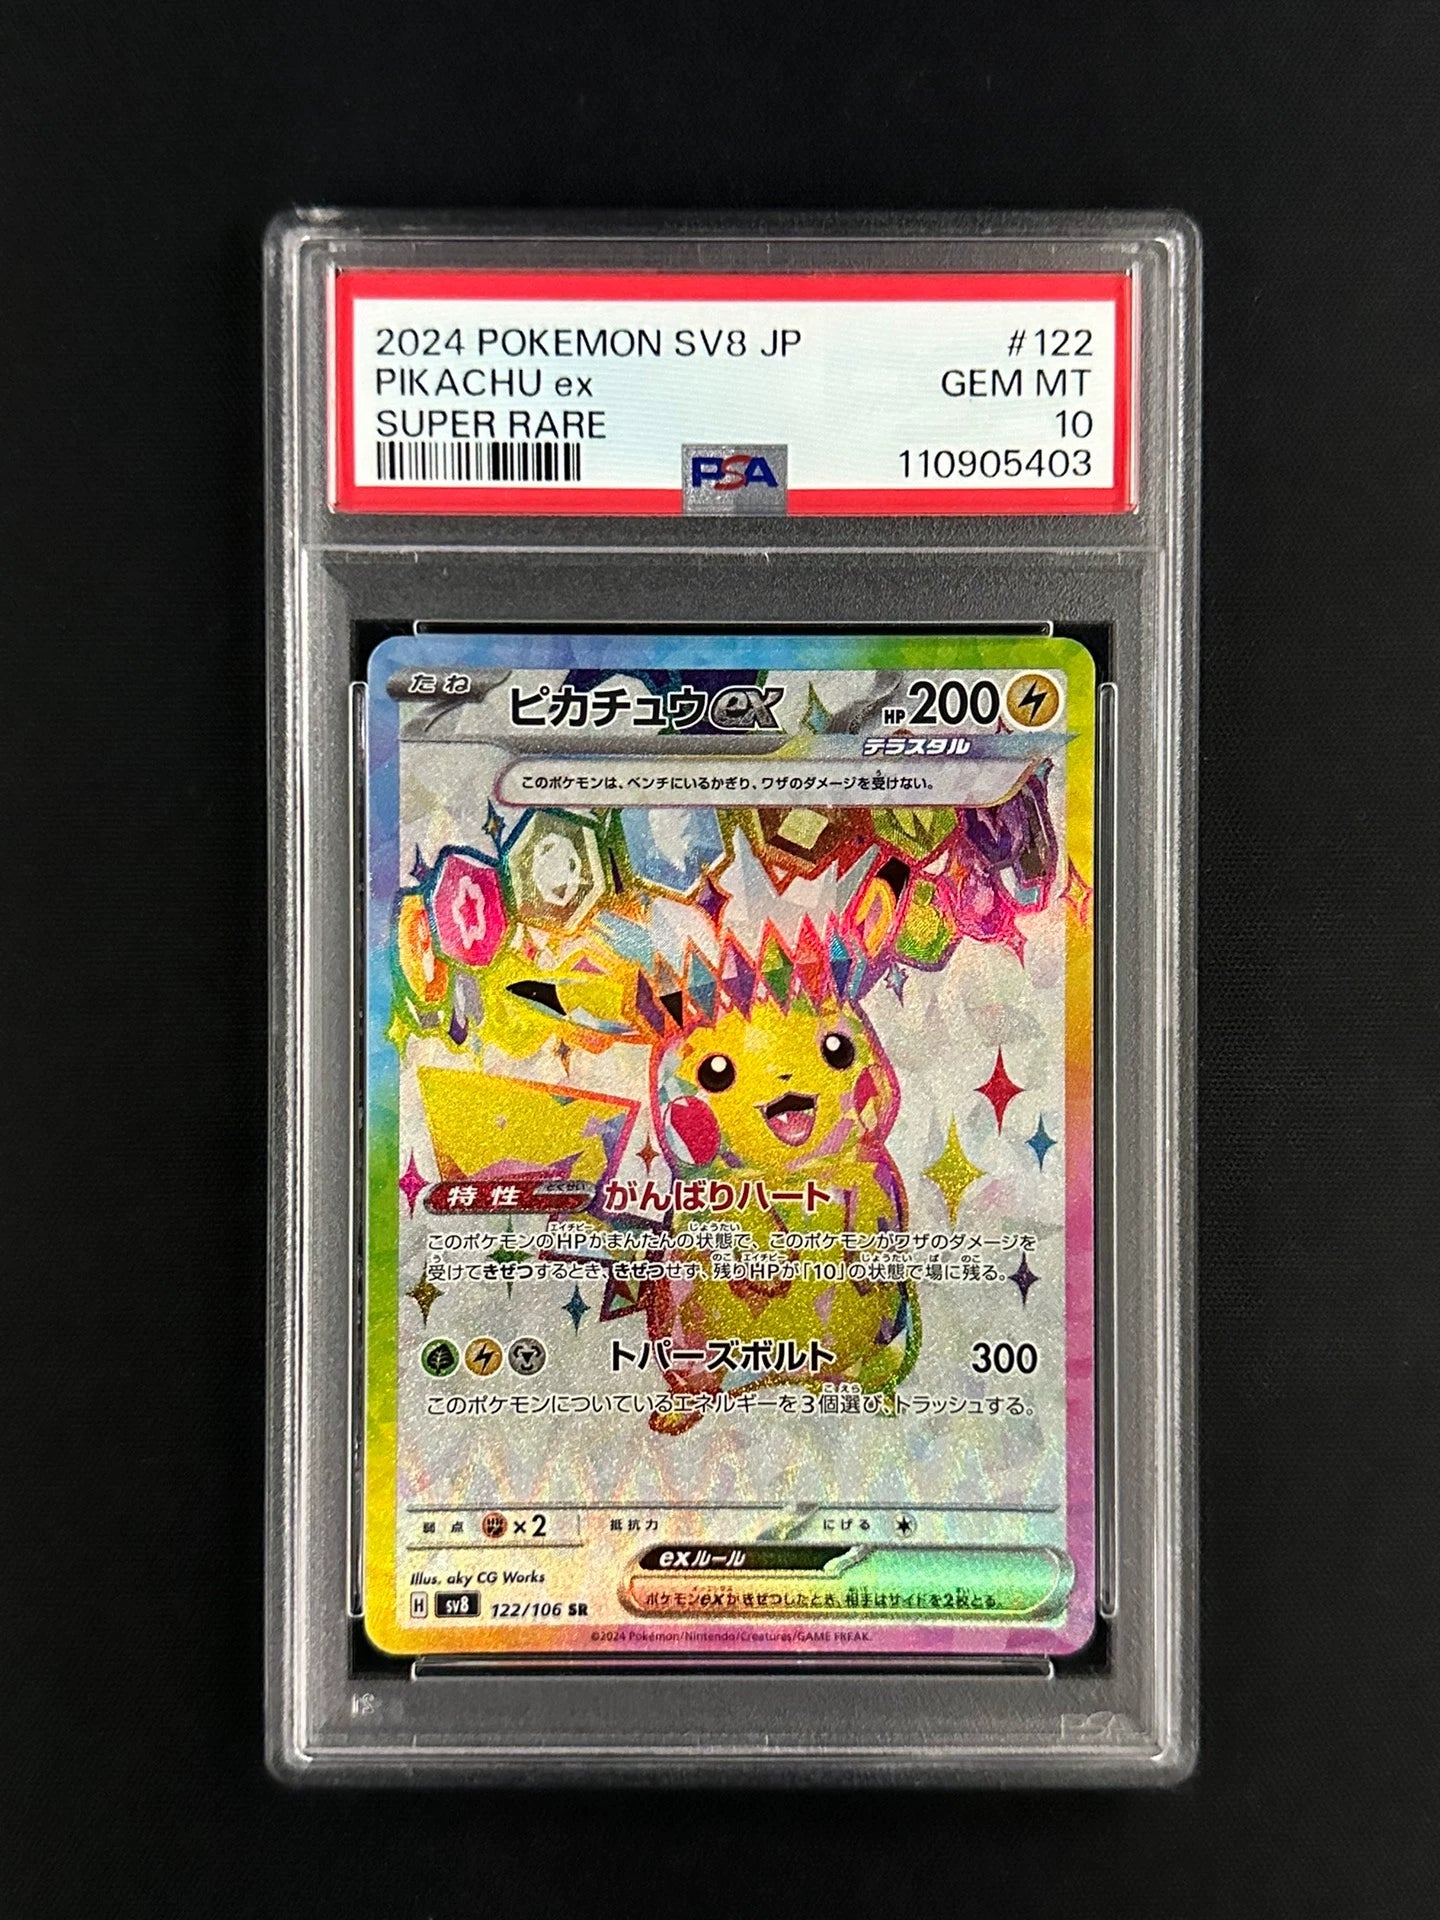 2024 POKEMON SV8 JP #122
PIKACHU ex GEM MT
SUPER RARE 10
PSA 110905403
たね ピカチュウex HP200
テラスタル
このポケモンは、ベンチにいるかぎり、ワザのダメージを受けない。
特性 がんばりハート
このポケモンのHPがまんたんの状態で、このポケモンがワザのダメージを
受けてきぜつするとき、きぜつせず、残りHPが「10」の状態で場に残る。
トパーズボルト 300
このポケモンについているエネルギーを3個選び、トラッシュする。
弱点 ×2 抵抗力 にげる
exルール
Illus. aky CG Works
ポケモンexがきぜつしたとき、相手はサイドを2枚とる。
H sv8 122/106 SR
©2024 Pokémon/Nintendo/Creatures/GAME FREAK.
PSA